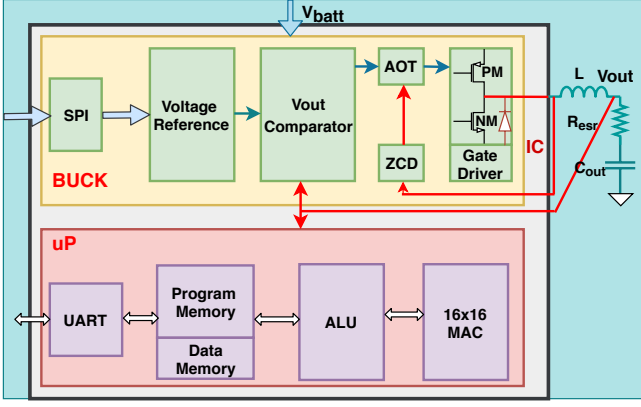 Vbatt
SPI
Voltage
Reference
Vout
Comparator
AOT
ZCD
PM
NM
Gate
Driver
BUCK
IC
L
Vout
Resr
Cout
uP
UART
Program
Memory
Data
Memory
ALU
16x16
MAC